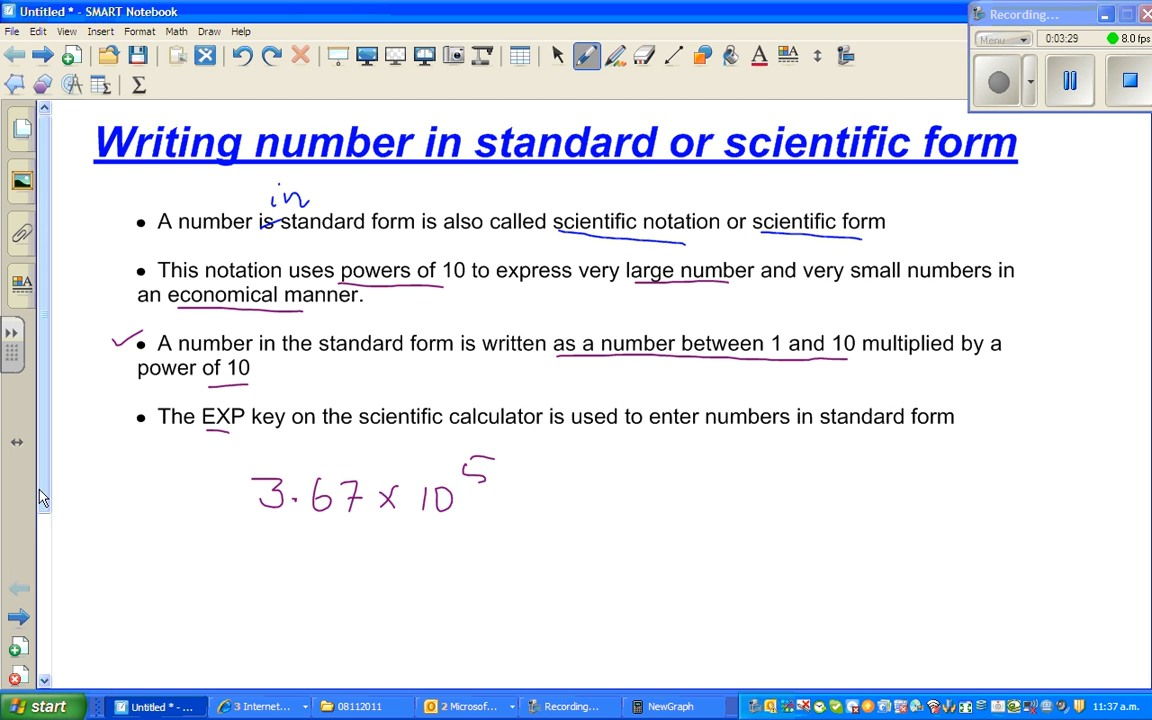 Untitled * - SMART Notebook
Recording...
File Edit View Insert Format Math Draw Help
Menu 0:03:29 8.0 fps
Writing number in standard or scientific form
in
• A number is standard form is also called scientific notation or scientific form
• This notation uses powers of 10 to express very large number and very small numbers in
an economical manner.
• A number in the standard form is written as a number between 1 and 10 multiplied by a
power of 10
• The EXP key on the scientific calculator is used to enter numbers in standard form
3.67 x 10^5
start Untitled * - ... 3 Internet... 08112011 2 Microsof... Recording... NewGraph 11:37 a.m.